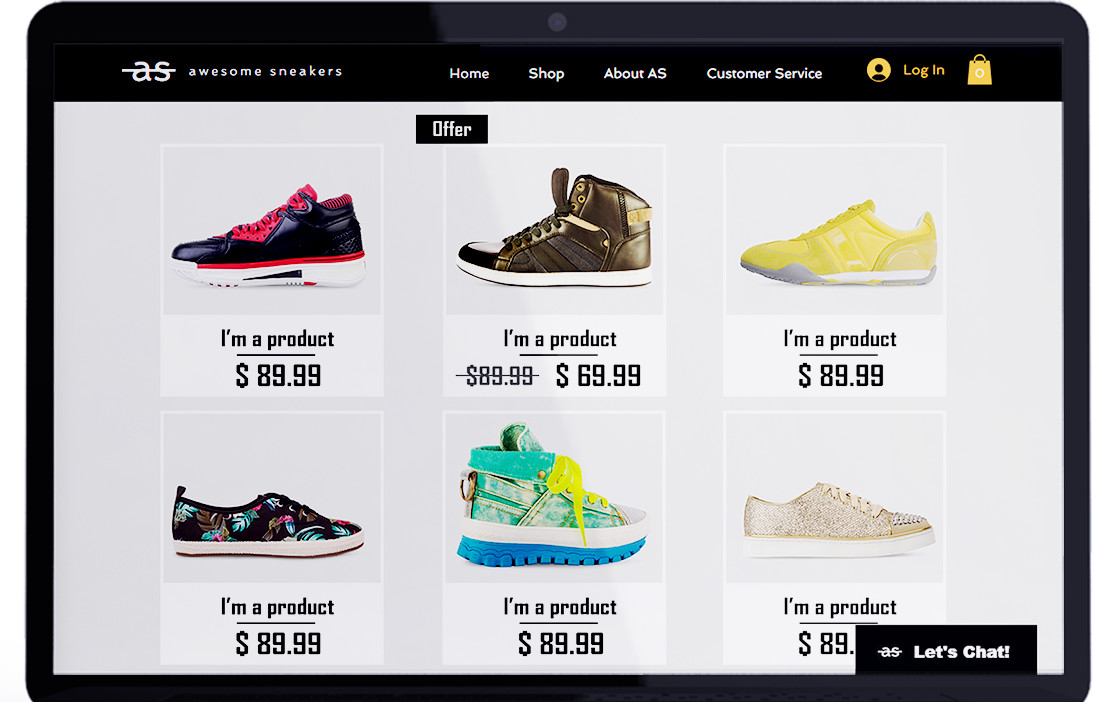 as awesome sneakers Home Shop About AS Customer Service Log In 0
Offer
I'm a product I'm a product I'm a product
$ 89.99 $89.99 $ 69.99 $ 89.99
I'm a product I'm a product I'm a product
$ 89.99 $ 89.99 $ 89.
as Let's Chat!